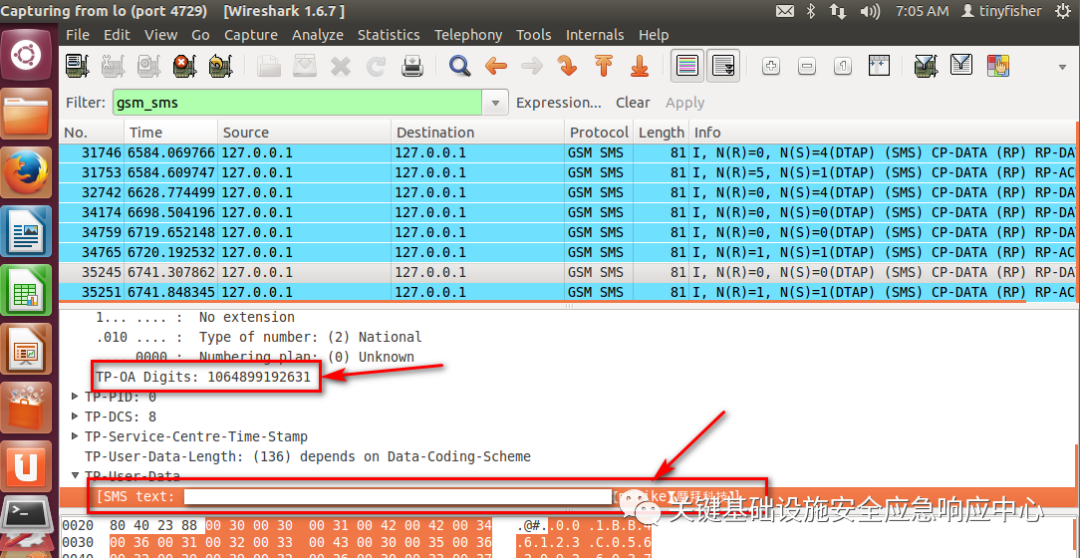 Capturing from lo (port 4729) [Wireshark 1.6.7 ]
7:05 AM tinyfisher
File Edit View Go Capture Analyze Statistics Telephony Tools Internals Help
Filter: gsm_sms Expression... Clear Apply
No. Time Source Destination Protocol Length Info
31746 6584.069766 127.0.0.1 127.0.0.1 GSM SMS 81 I, N(R)=0, N(S)=4(DTAP) (SMS) CP-DATA (RP) RP-DA
31753 6584.609747 127.0.0.1 127.0.0.1 GSM SMS 81 I, N(R)=5, N(S)=1(DTAP) (SMS) CP-DATA (RP) RP-AC
32742 6628.774499 127.0.0.1 127.0.0.1 GSM SMS 81 I, N(R)=0, N(S)=4(DTAP) (SMS) CP-DATA (RP) RP-DA
34174 6698.504196 127.0.0.1 127.0.0.1 GSM SMS 81 I, N(R)=0, N(S)=0(DTAP) (SMS) CP-DATA (RP) RP-DA
34759 6719.652148 127.0.0.1 127.0.0.1 GSM SMS 81 I, N(R)=0, N(S)=0(DTAP) (SMS) CP-DATA (RP) RP-DA
34765 6720.192532 127.0.0.1 127.0.0.1 GSM SMS 81 I, N(R)=1, N(S)=1(DTAP) (SMS) CP-DATA (RP) RP-AC
35245 6741.307862 127.0.0.1 127.0.0.1 GSM SMS 81 I, N(R)=0, N(S)=0(DTAP) (SMS) CP-DATA (RP) RP-DA
35251 6741.848345 127.0.0.1 127.0.0.1 GSM SMS 81 I, N(R)=1, N(S)=1(DTAP) (SMS) CP-DATA (RP) RP-AC
1... .... : No extension
.010 .... : Type of number: (2) National
.... 0000 : Numbering plan: (0) Unknown
TP-OA Digits: 1064899192631
TP-PID: 0
TP-DCS: 8
TP-Service-Centre-Time-Stamp
TP-User-Data-Length: (136) depends on Data-Coding-Scheme
TP-User-Data
[SMS text:
关键基础设施安全应急响应中心
0020 80 40 23 88 00 30 00 30 00 31 00 42 00 42 00 34 .@#..0.0 .1.B.B.4
0030 00 36 00 31 00 32 00 33 00 43 00 30 00 35 00 36 .6.1.2.3 .C.0.5.6